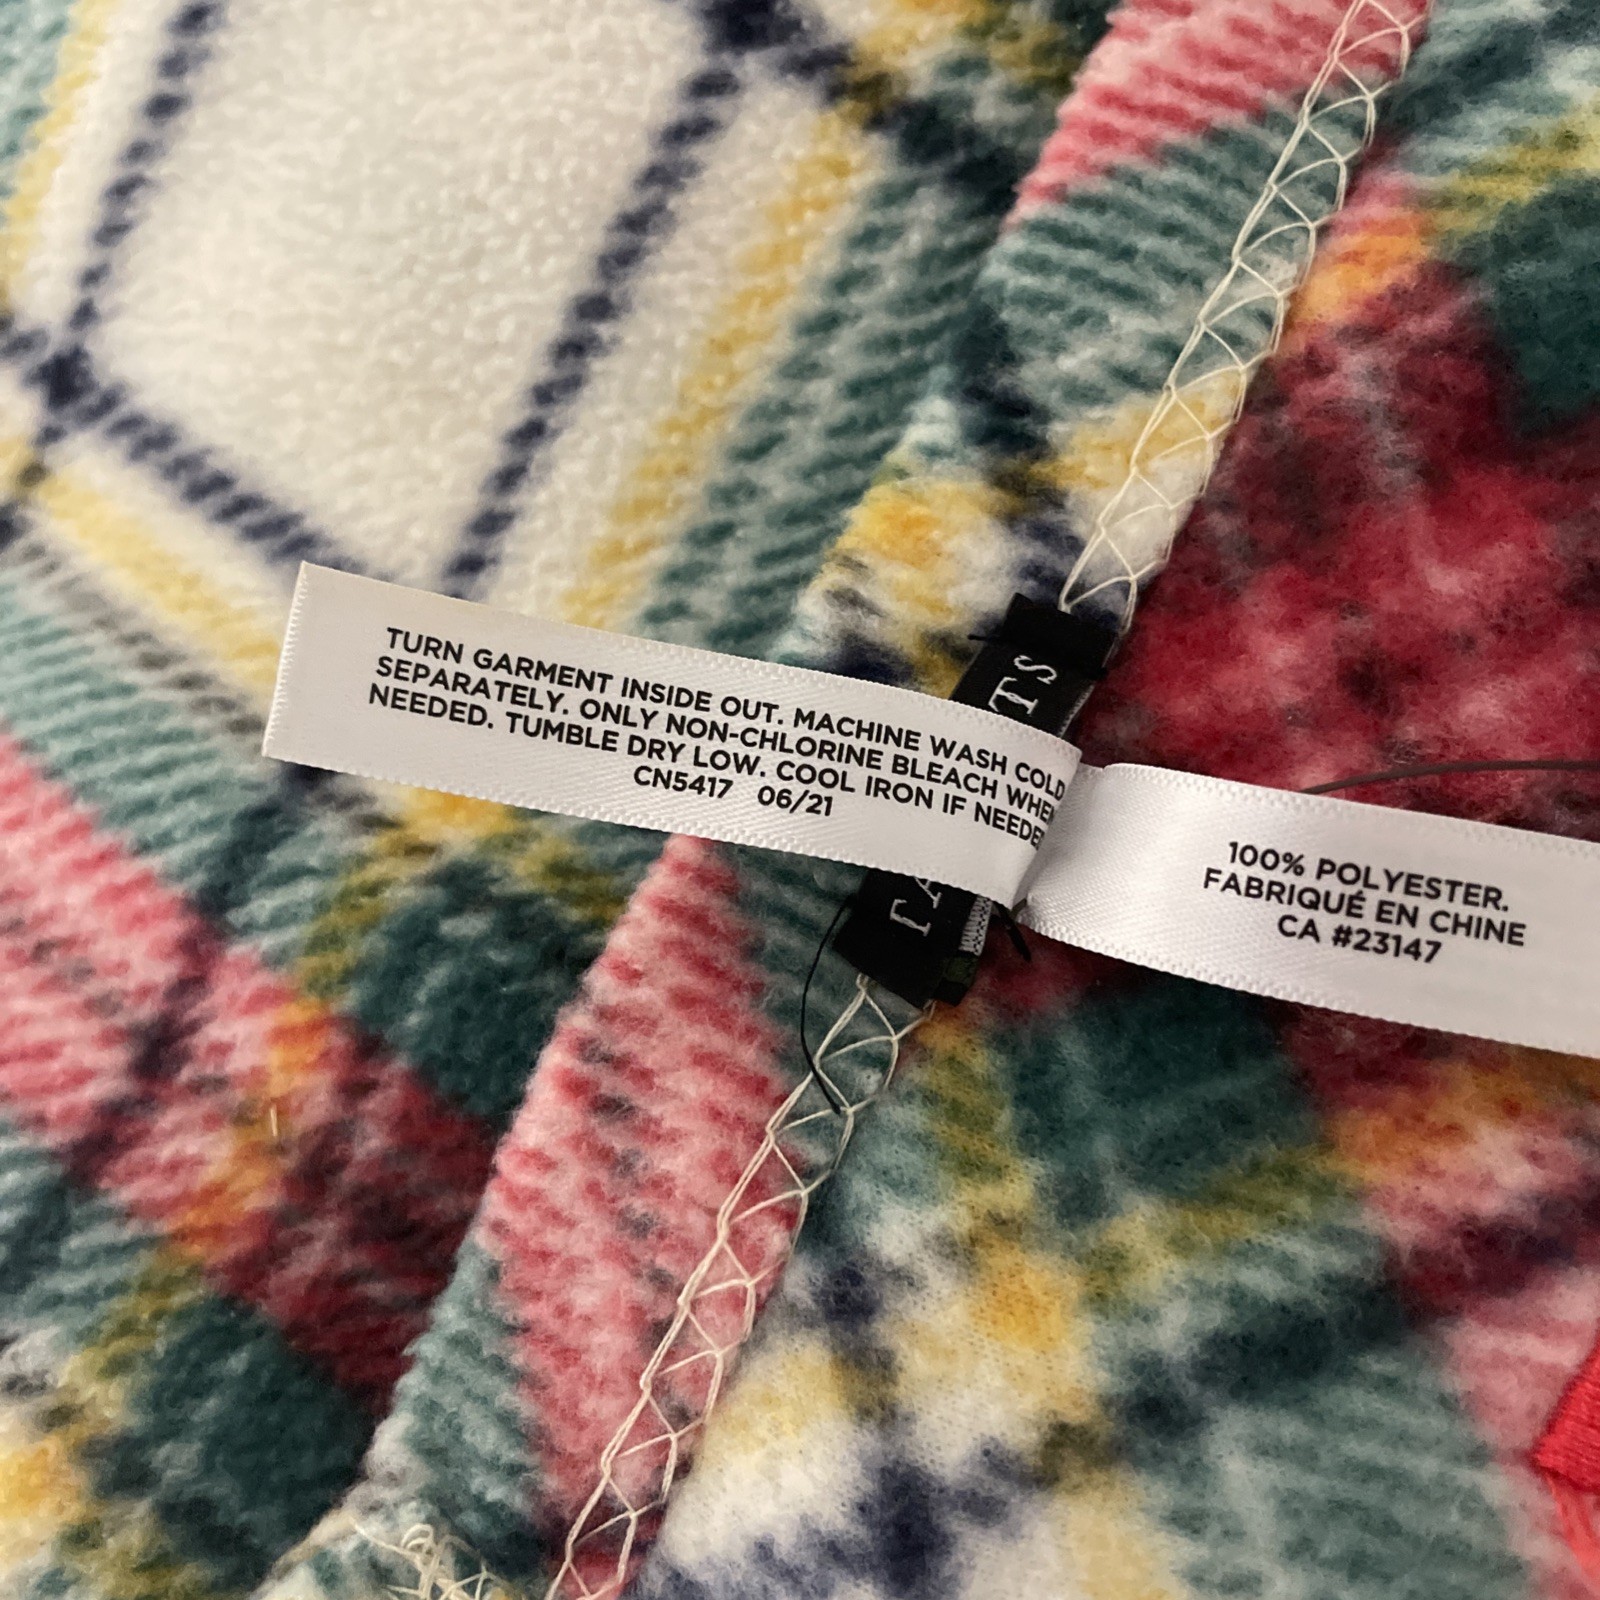 TURN GARMENT INSIDE OUT. MACHINE WASH COLD
SEPARATELY. ONLY NON-CHLORINE BLEACH WHEN
NEEDED. TUMBLE DRY LOW. COOL IRON IF NEEDED
CN5417 06/21
100% POLYESTER.
FABRIQUÉ EN CHINE
CA #23147